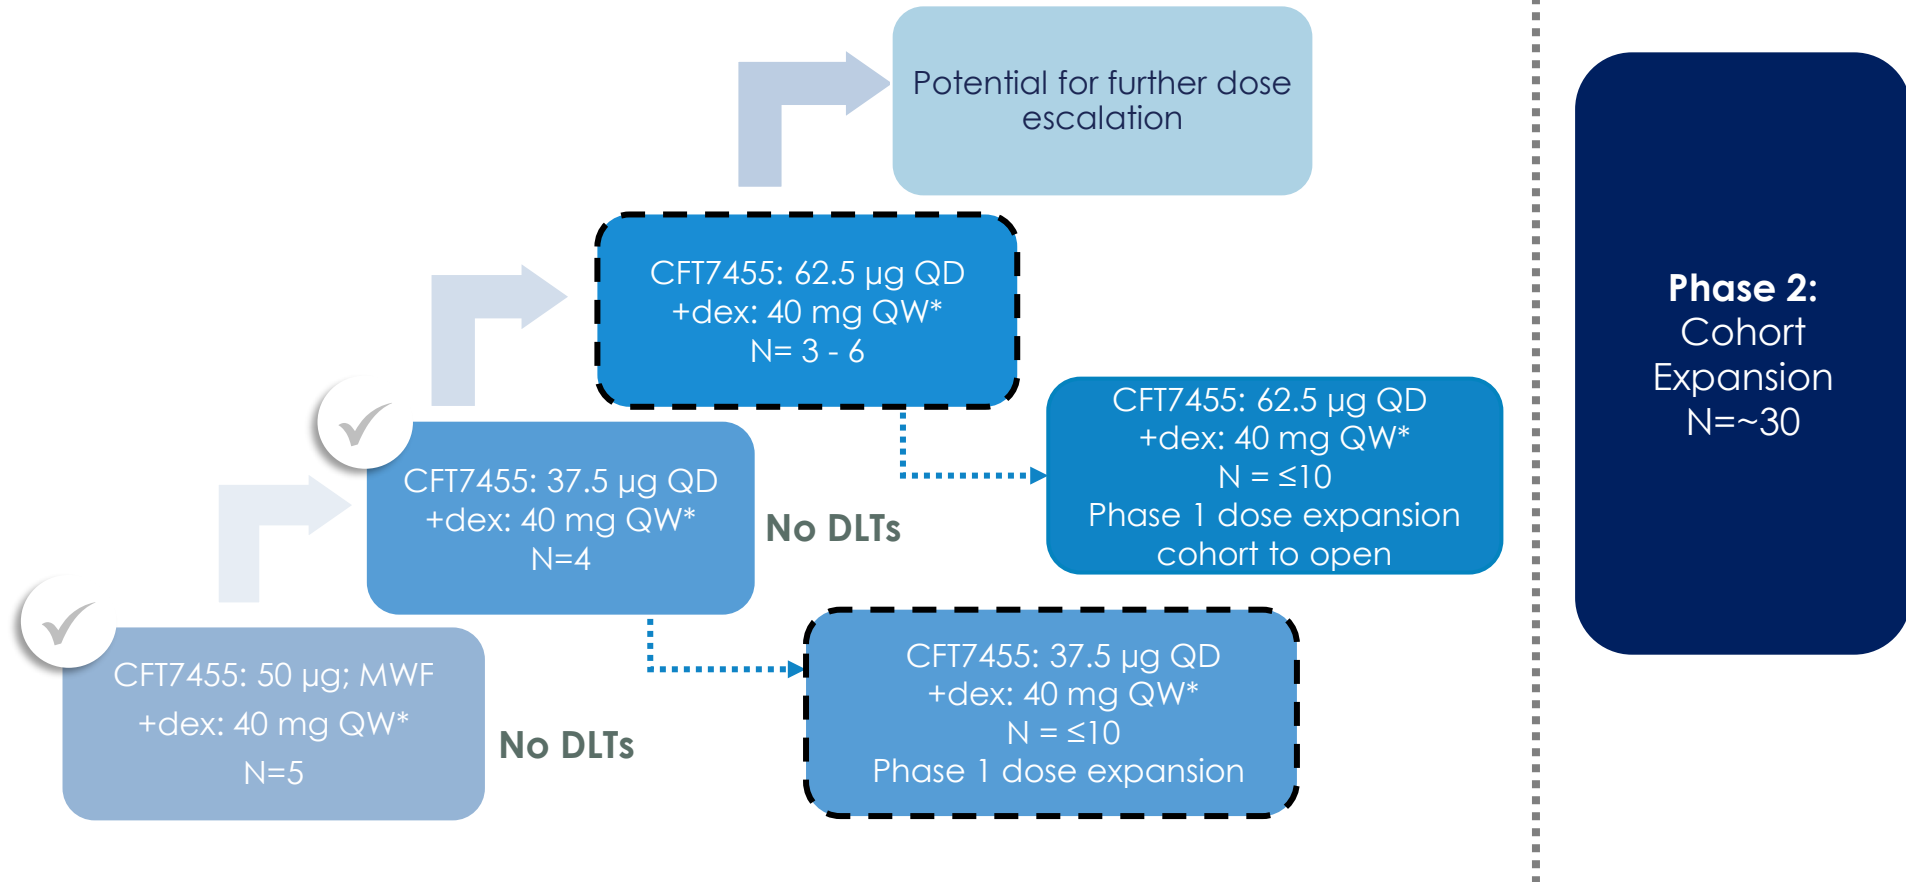 Potential for further dose
escalation
CFT7455: 62.5 µg QD
+dex: 40 mg QW*
N= 3 - 6
CFT7455: 62.5 µg QD
+dex: 40 mg QW*
N = ≤10
Phase 1 dose expansion
cohort to open
CFT7455: 37.5 µg QD
+dex: 40 mg QW*
N=4
No DLTs
CFT7455: 37.5 µg QD
+dex: 40 mg QW*
N = ≤10
Phase 1 dose expansion
CFT7455: 50 µg; MWF
+dex: 40 mg QW*
N=5
No DLTs
Phase 2:
Cohort
Expansion
N=~30